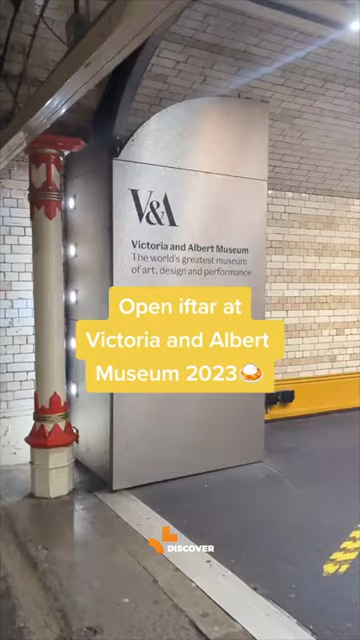 V&A
Victoria and Albert Museum
The world's greatest museum
of art, design and performance
Open iftar at
Victoria and Albert
Museum 2023🍛
DISCOVER